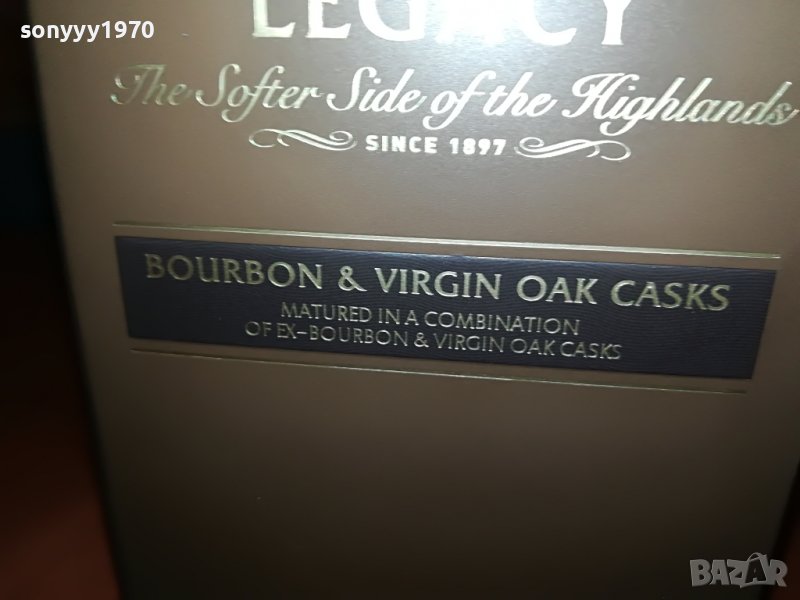 sonyyy1970
LEGACY
The Softer Side of the Highlands
SINCE 1897
BOURBON & VIRGIN OAK CASKS
MATURED IN A COMBINATION
OF EX-BOURBON & VIRGIN OAK CASKS
BAZAR